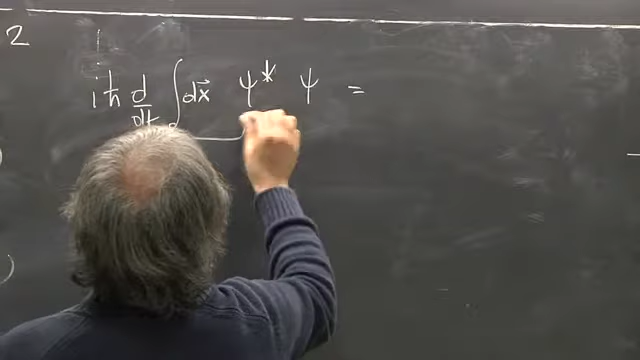 2
iħ d/dt ∫ dx⃗ ψ* ψ =